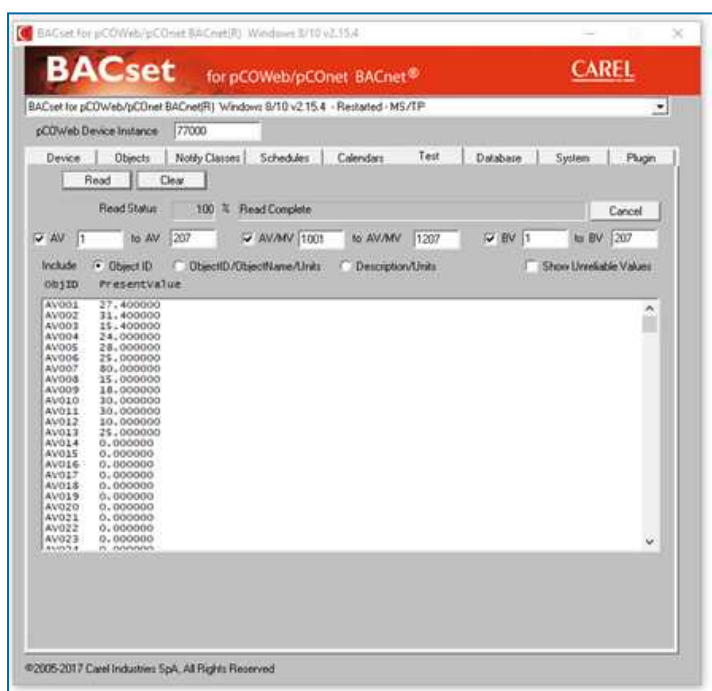 BACset for pCOWeb/pCOnet BACnet(R) Windows 8/10 v2.15.4
BACset for pCOWeb/pCOnet BACnet®
CAREL
BACset for pCOWeb/pCOnet BACnet(R) Windows 8/10 v2.15.4 - Restarted - MS/TP
pCOWeb Device Instance 77000
Device Objects Notify Classes Schedules Calendars Test Database System Plugin
Read Clear
Read Status 100 % Read Complete Cancel
AV 1 to AV 207 AV/MV 1001 to AV/MV 1207 BV 1 to BV 207
Include Object ID ObjectID/ObjectName/Units Description/Units Show Unreliable Values
ObjID PresentValue
AV001 27.400000
AV002 31.400000
AV003 15.400000
AV004 24.000000
AV005 28.000000
AV006 25.000000
AV007 80.000000
AV008 15.000000
AV009 18.000000
AV010 30.000000
AV011 30.000000
AV012 10.000000
AV013 25.000000
AV014 0.000000
AV015 0.000000
AV016 0.000000
AV017 0.000000
AV018 0.000000
AV019 0.000000
AV020 0.000000
AV021 0.000000
AV022 0.000000
AV023 0.000000
AV024 0.000000
©2005-2017 Carel Industries SpA, All Rights Reserved